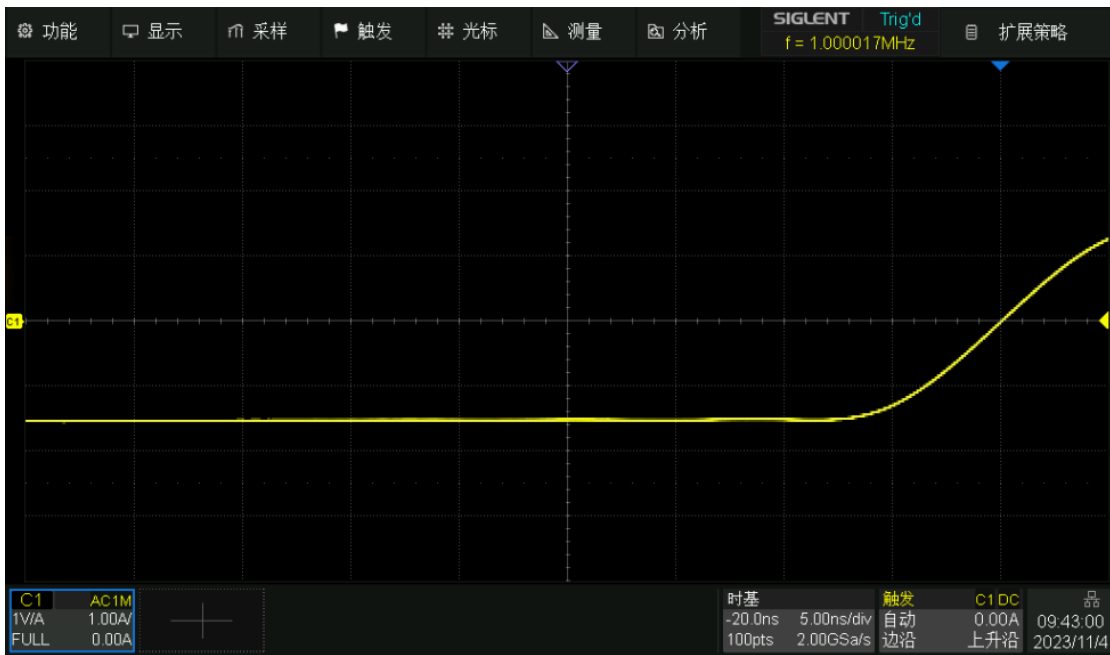 功能 显示 采样 触发 光标 测量 分析 SIGLENT Trig'd 扩展策略
f = 1.000017MHz
C1
C1 AC1M
1V/A 1.00A/
FULL 0.00A
时基
-20.0ns 5.00ns/div
100pts 2.00GSa/s
触发 C1 DC
自动 0.00A
边沿 上升沿
09:43:00
2023/11/4